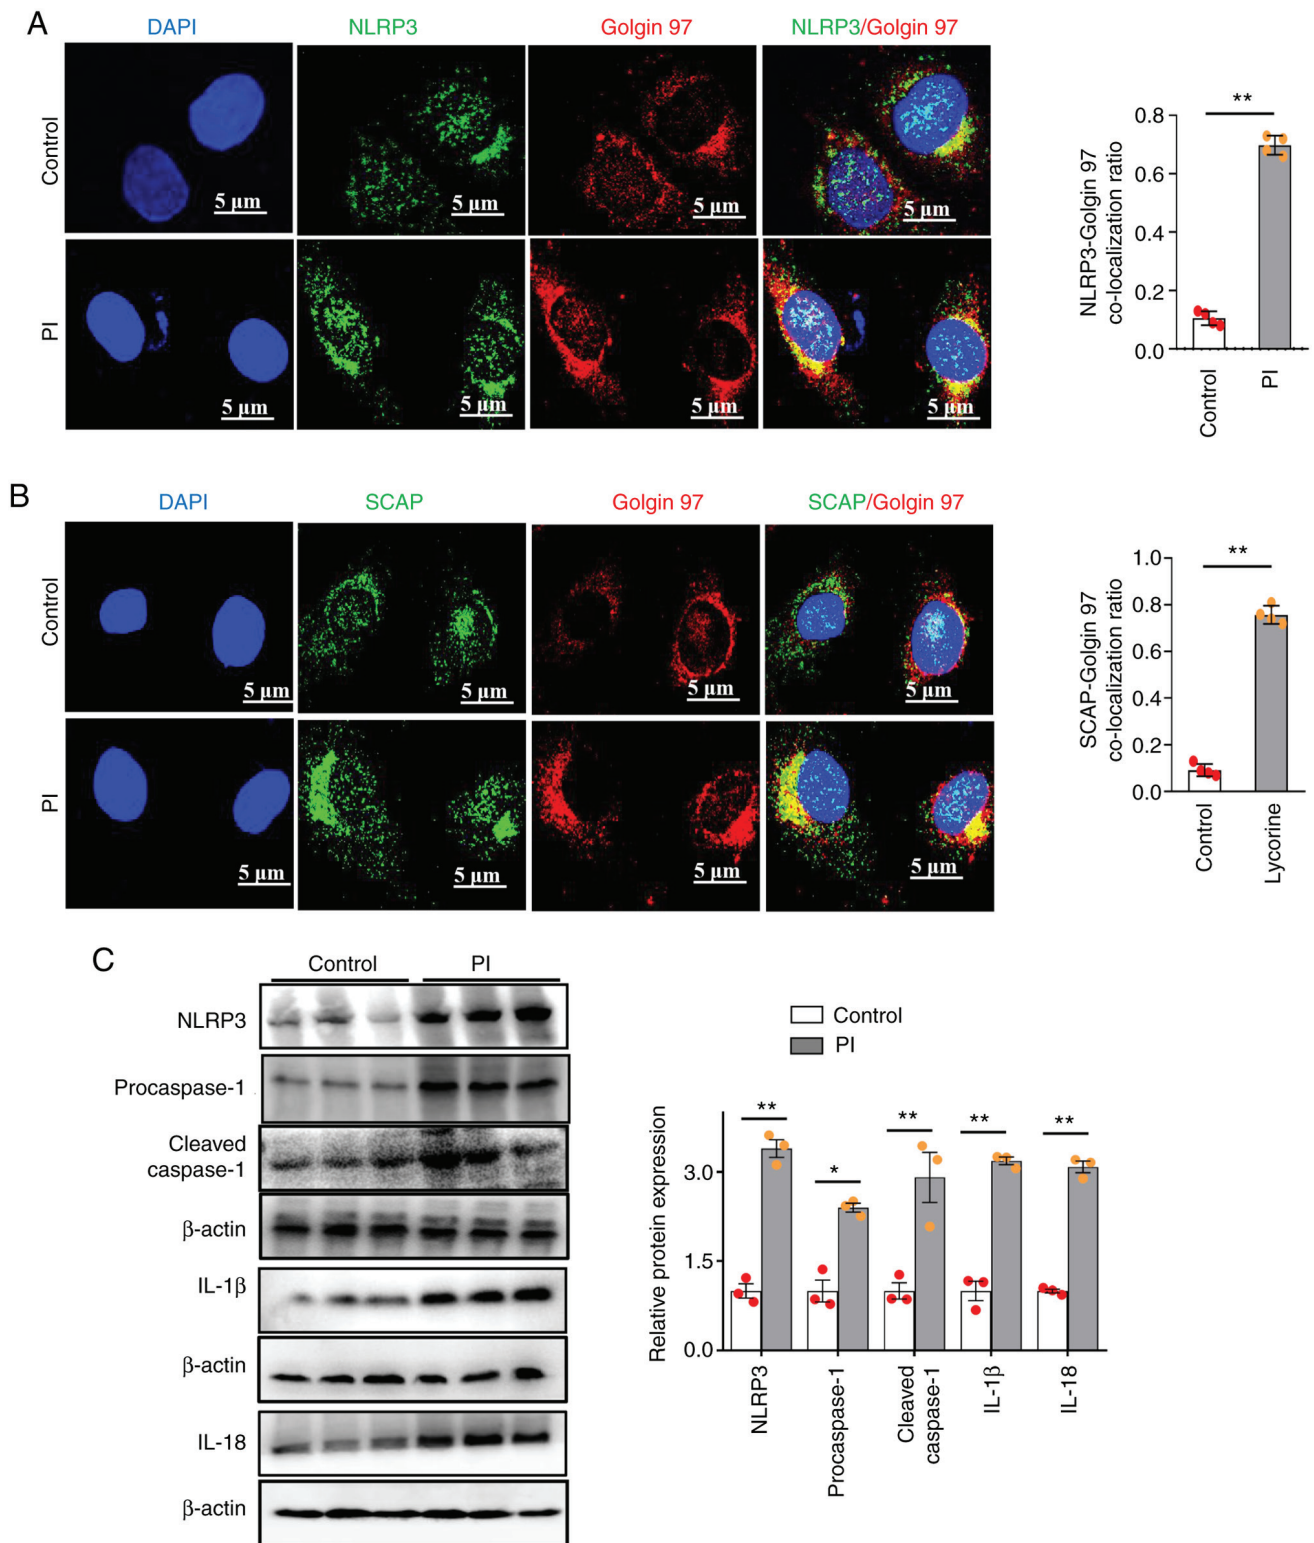 A
DAPI NLRP3 Golgin 97 NLRP3/Golgin 97
Control
5 µm 5 µm 5 µm 5 µm
PI
5 µm 5 µm 5 µm 5 µm
**
NLRP3-Golgin 97
co-localization ratio
0.8
0.6
0.4
0.2
0.0
Control PI
B
DAPI SCAP Golgin 97 SCAP/Golgin 97
Control
5 µm 5 µm 5 µm 5 µm
PI
5 µm 5 µm 5 µm 5 µm
**
SCAP-Golgin 97
co-localization ratio
1.0
0.8
0.6
0.4
0.2
0.0
Control Lycorine
C
Control PI
NLRP3
Procaspase-1
Cleaved
caspase-1
β-actin
IL-1β
β-actin
IL-18
β-actin
Control
PI
Relative protein expression
3.0
1.5
0.0
** * ** ** **
NLRP3
Procaspase-1
Cleaved
caspase-1
IL-1β
IL-18